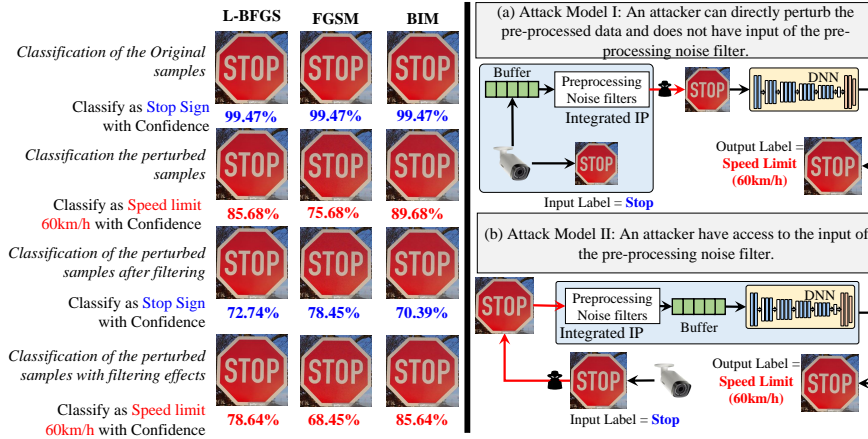 L-BFGS FGSM BIM
Classification of the Original
samples
STOP STOP STOP
Classify as Stop Sign
with Confidence
99.47% 99.47% 99.47%
Classification the perturbed
samples
STOP STOP STOP
Classify as Speed limit
60km/h with Confidence
85.68% 75.68% 89.68%
Classification of the perturbed
samples after filtering
STOP STOP STOP
Classify as Stop Sign
with Confidence
72.74% 78.45% 70.39%
Classification of the perturbed
samples with filtering effects
STOP STOP STOP
Classify as Speed limit
60km/h with Confidence
78.64% 68.45% 85.64%
(a) Attack Model I: An attacker can directly perturb the
pre-processed data and does not have input of the pre-
processing noise filter.
Buffer
Preprocessing
Noise filters
Integrated IP
STOP
DNN
STOP
Input Label = Stop
Output Label =
Speed Limit
(60km/h)
STOP
(b) Attack Model II: An attacker have access to the input of
the pre-processing noise filter.
STOP
Preprocessing
Noise filters
Integrated IP
Buffer
DNN
STOP
Input Label = Stop
Output Label =
Speed Limit
(60km/h)
STOP